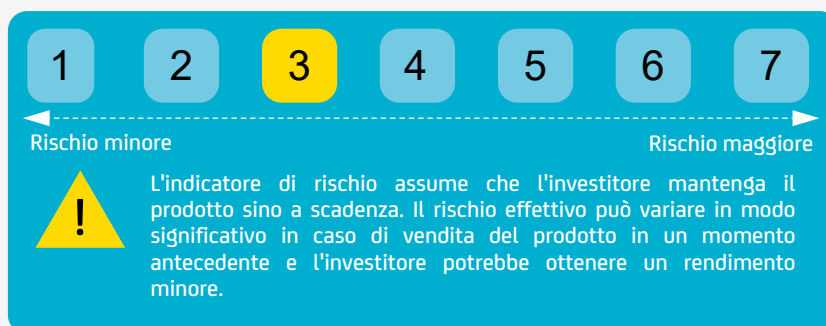 1 2 3 4 5 6 7
Rischio minore Rischio maggiore
! L'indicatore di rischio assume che l'investitore mantenga il
prodotto sino a scadenza. Il rischio effettivo può variare in modo
significativo in caso di vendita del prodotto in un momento
antecedente e l'investitore potrebbe ottenere un rendimento
minore.